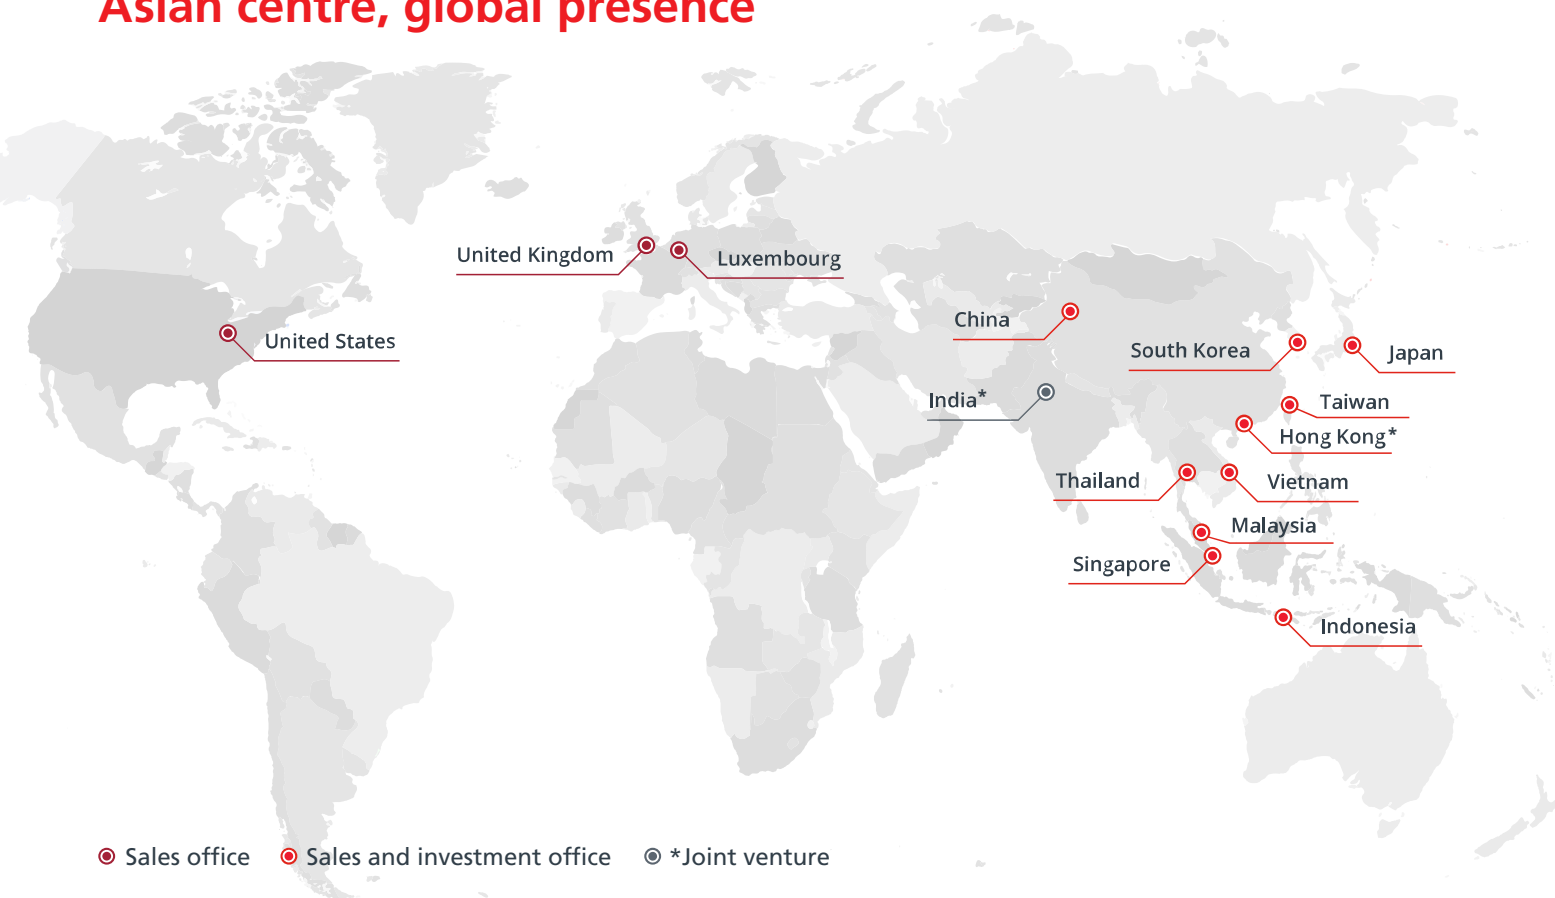 Asian centre, global presence
United Kingdom
Luxembourg
United States
China
South Korea
Japan
India*
Taiwan
Hong Kong*
Thailand
Vietnam
Malaysia
Singapore
Indonesia
Sales office
Sales and investment office
*Joint venture